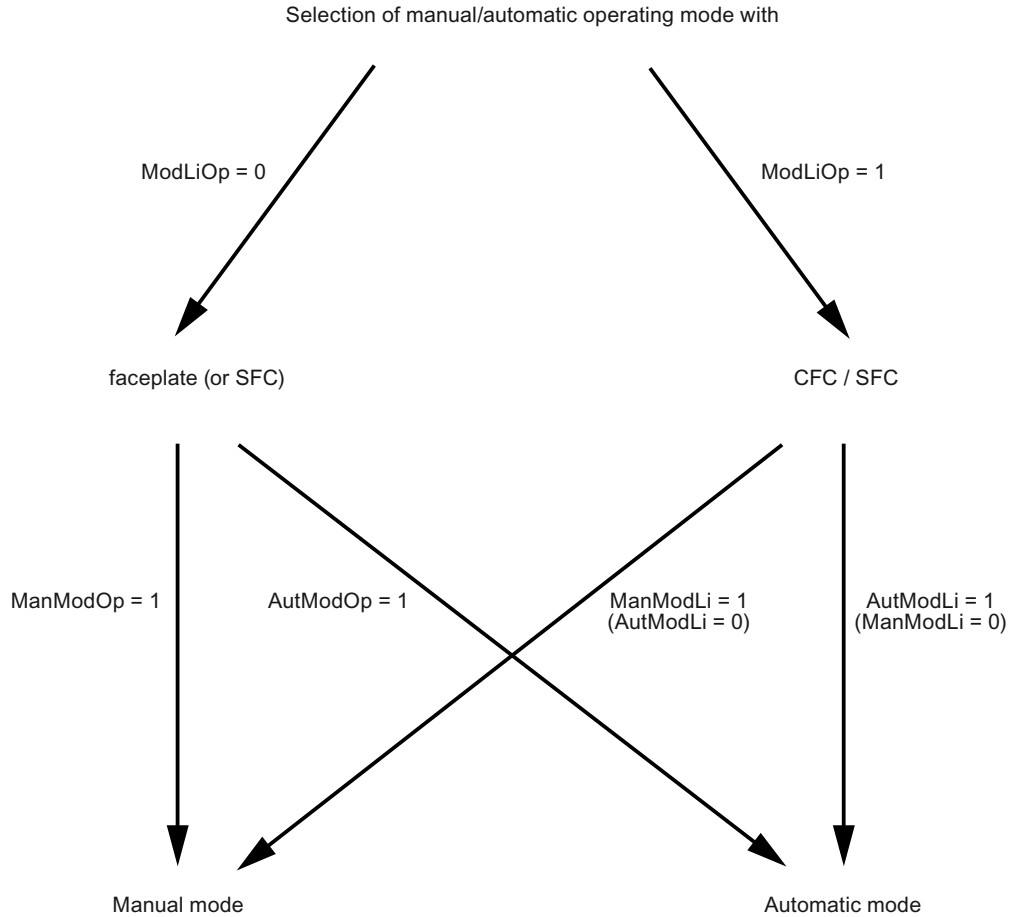 Selection of manual/automatic operating mode with
ModLiOp = 0
ModLiOp = 1
faceplate (or SFC)
CFC / SFC
ManModOp = 1
AutModOp = 1
ManModLi = 1
(AutModLi = 0)
AutModLi = 1
(ManModLi = 0)
Manual mode
Automatic mode